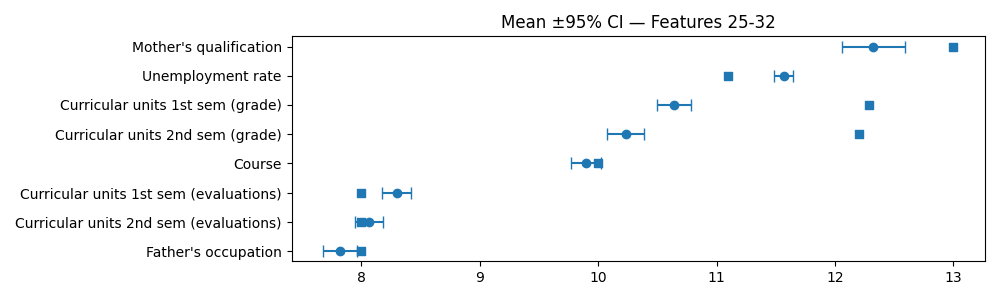 Mean ±95% CI — Features 25-32
Mother's qualification
Unemployment rate
Curricular units 1st sem (grade)
Curricular units 2nd sem (grade)
Course
Curricular units 1st sem (evaluations)
Curricular units 2nd sem (evaluations)
Father's occupation
8 9 10 11 12 13